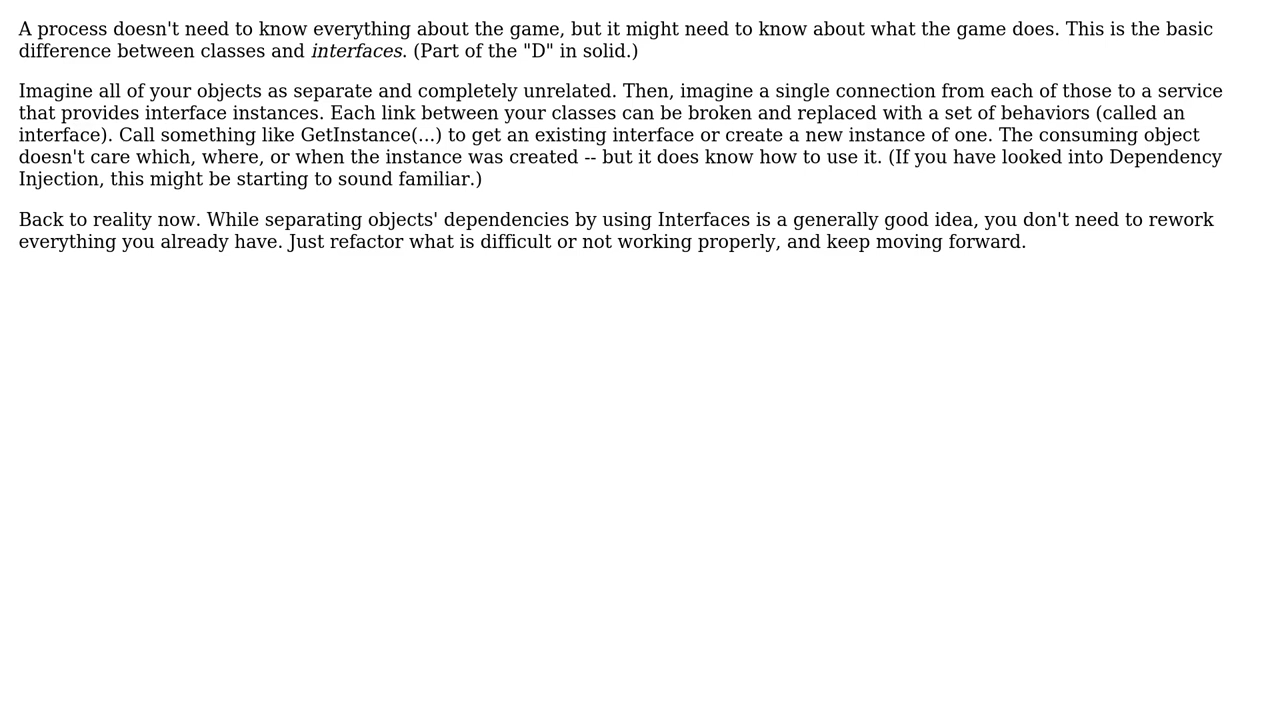 A process doesn't need to know everything about the game, but it might need to know about what the game does. This is the basic
difference between classes and interfaces. (Part of the "D" in solid.)
Imagine all of your objects as separate and completely unrelated. Then, imagine a single connection from each of those to a service
that provides interface instances. Each link between your classes can be broken and replaced with a set of behaviors (called an
interface). Call something like GetInstance(...) to get an existing interface or create a new instance of one. The consuming object
doesn't care which, where, or when the instance was created -- but it does know how to use it. (If you have looked into Dependency
Injection, this might be starting to sound familiar.)
Back to reality now. While separating objects' dependencies by using Interfaces is a generally good idea, you don't need to rework
everything you already have. Just refactor what is difficult or not working properly, and keep moving forward.